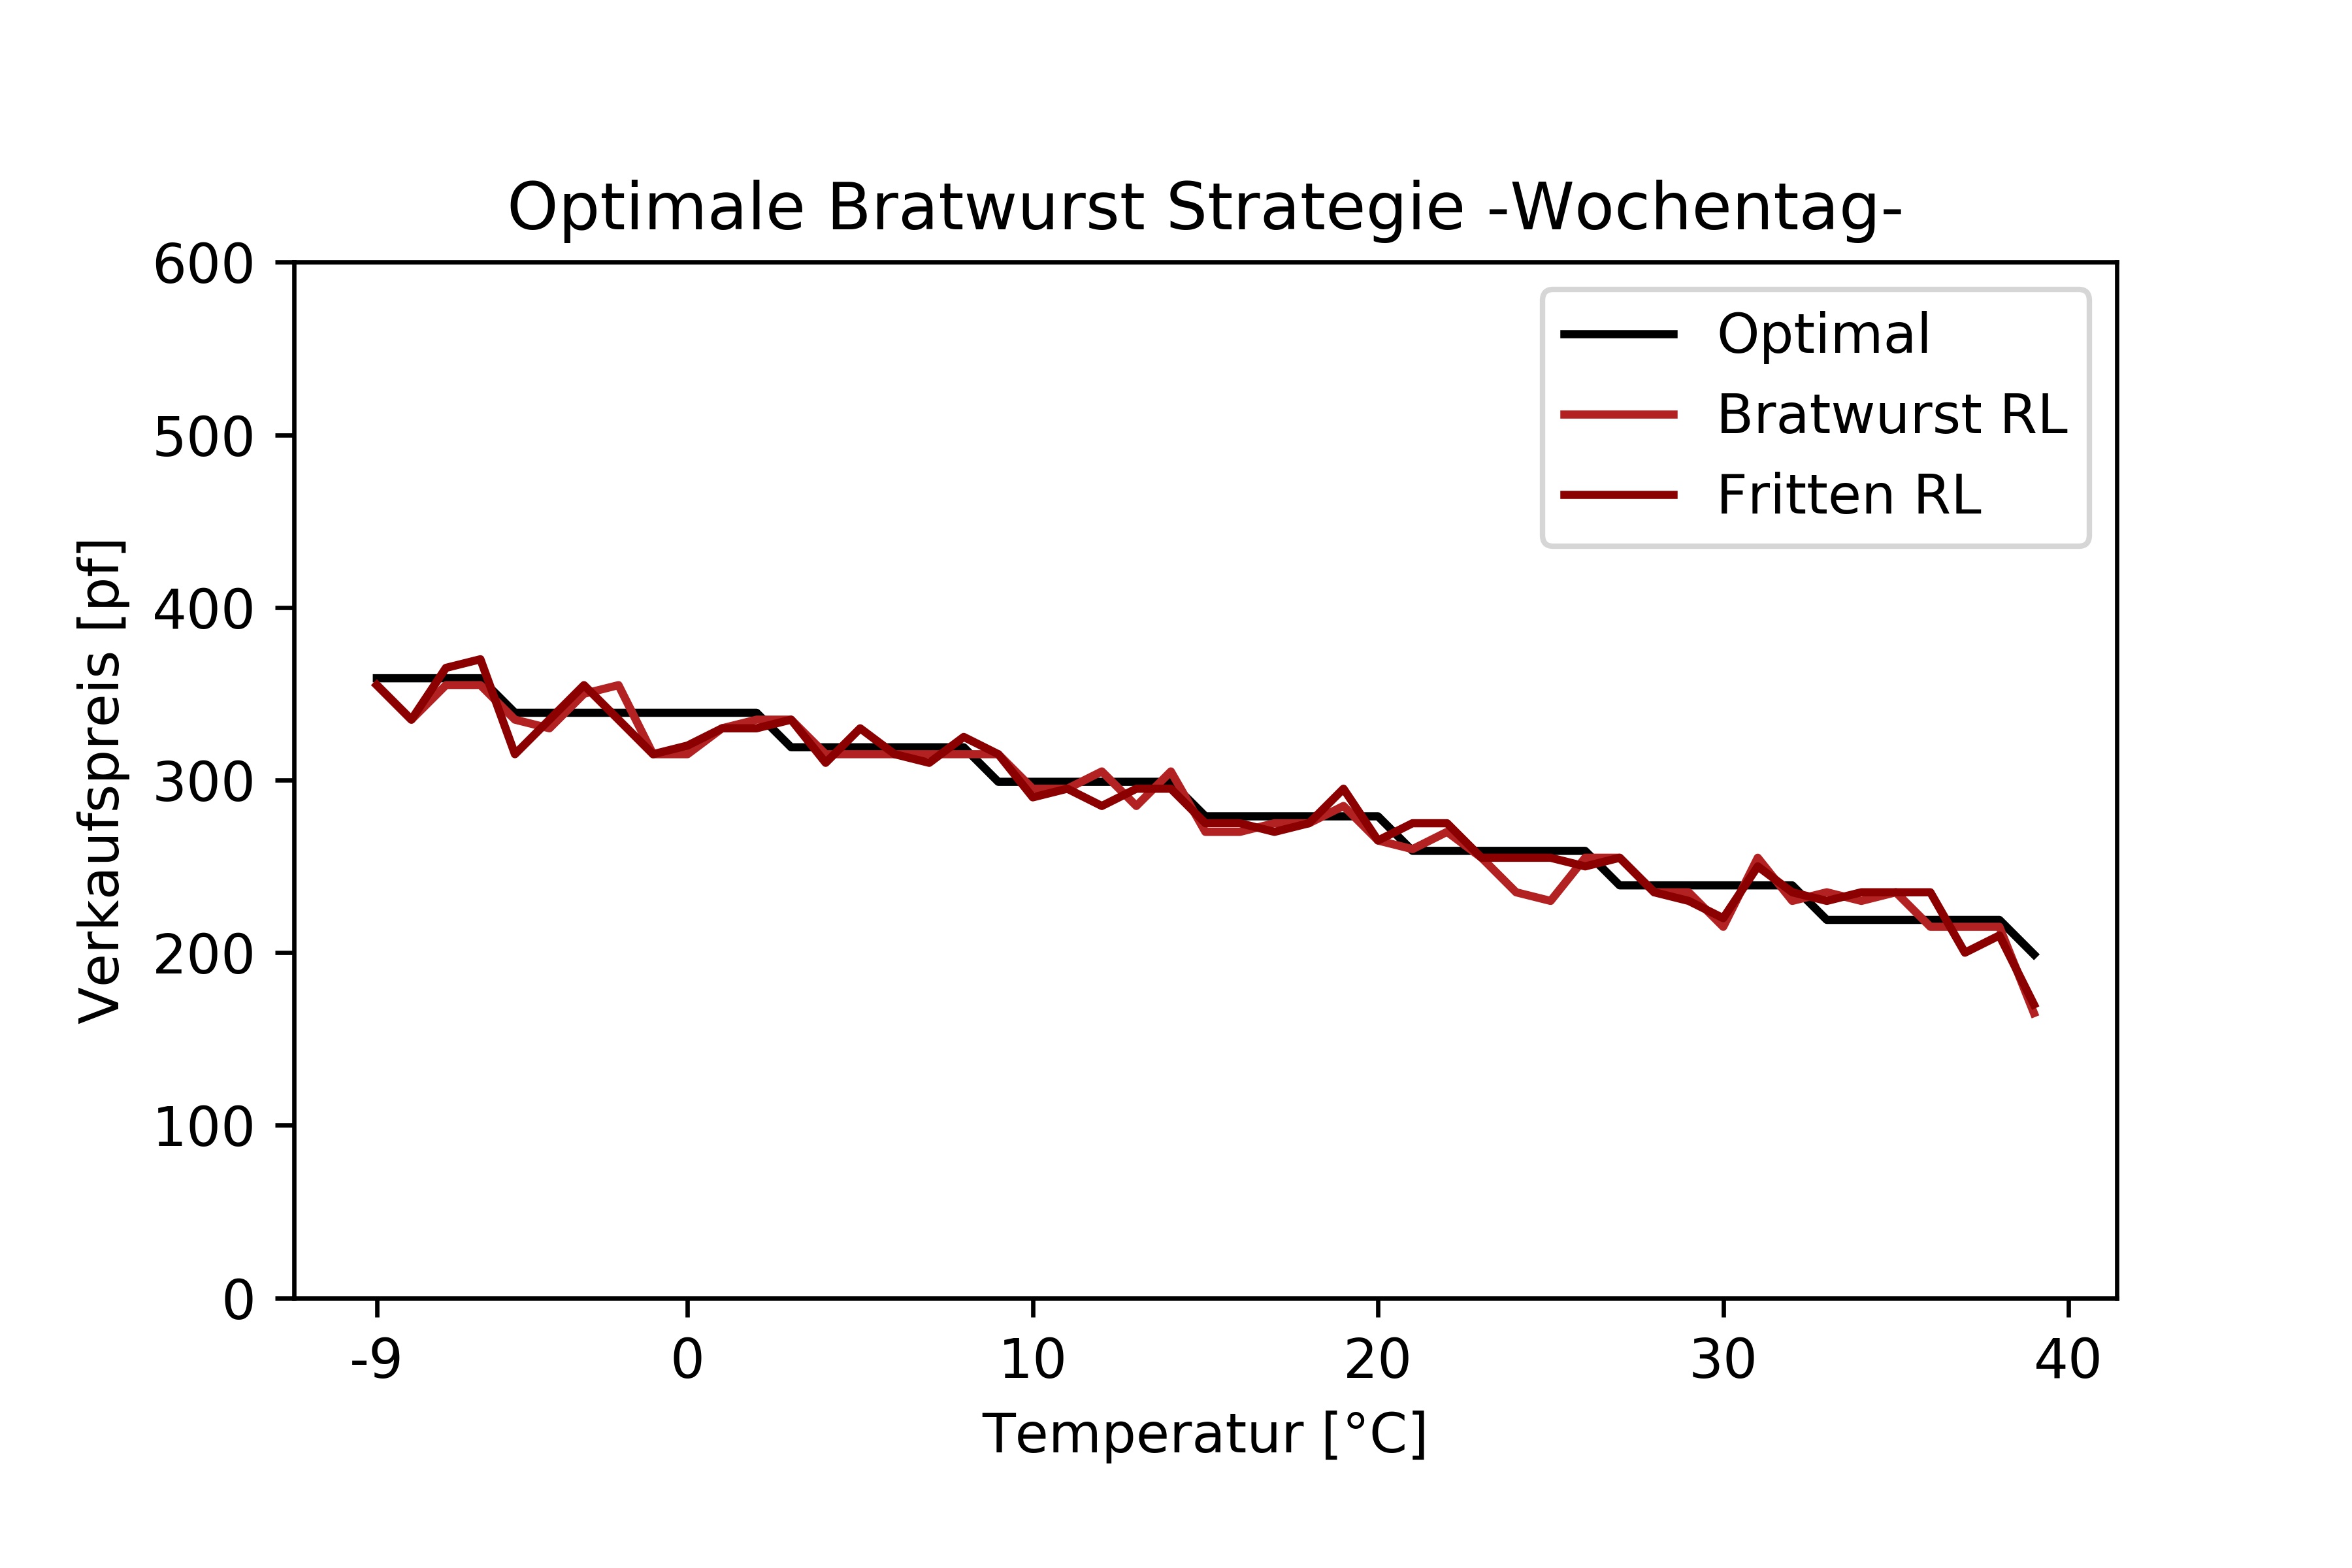 Optimale Bratwurst Strategie -Wochentag-
600
500
400
300
200
100
0
Verkaufspreis [pf]
Optimal
Bratwurst RL
Fritten RL
-9 0 10 20 30 40
Temperatur [°C]